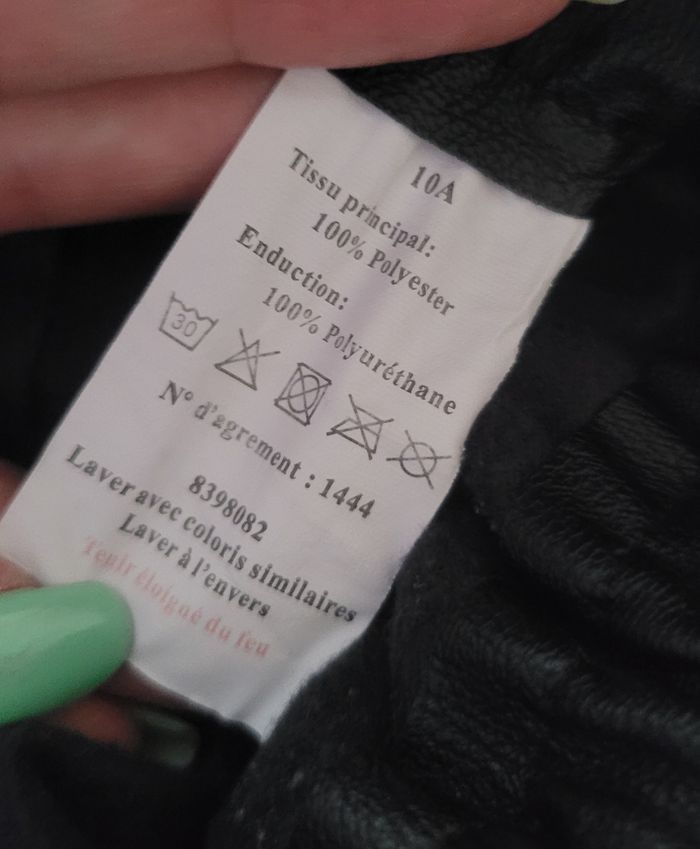 10A
Tissu principal:
100% Polyester
Enduction:
100% Polyuréthane
30
N° d'agrement : 1444
8398082
Laver avec coloris similaires
Laver à l'envers
Tenir éloigné du feu